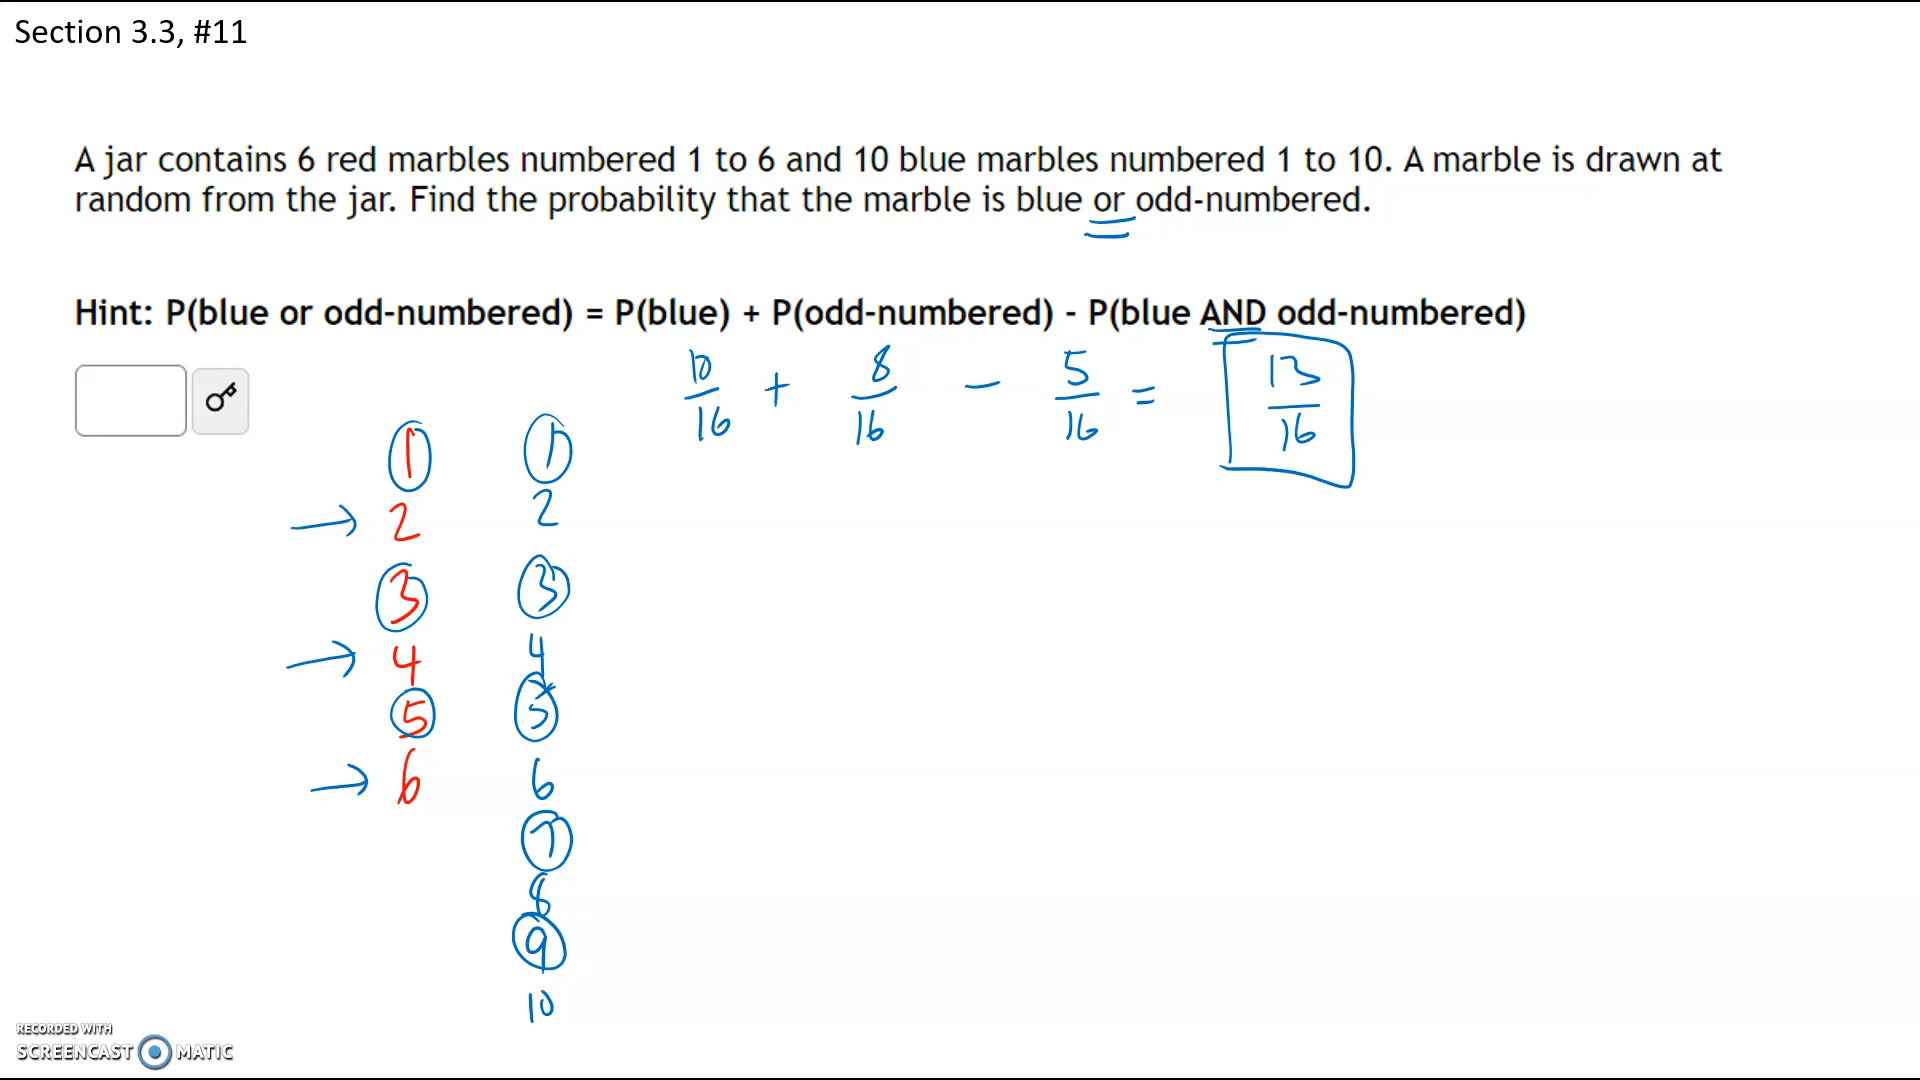 Section 3.3, #11
A jar contains 6 red marbles numbered 1 to 6 and 10 blue marbles numbered 1 to 10. A marble is drawn at
random from the jar. Find the probability that the marble is blue or odd-numbered.
Hint: P(blue or odd-numbered) = P(blue) + P(odd-numbered) - P(blue AND odd-numbered)
10/16 + 8/16 - 5/16 = 13/16
1 1
→ 2 2
3 3
→ 4 4
5 5
→ 6 6
7
8
9
10
RECORDED WITH
SCREENCAST MATIC